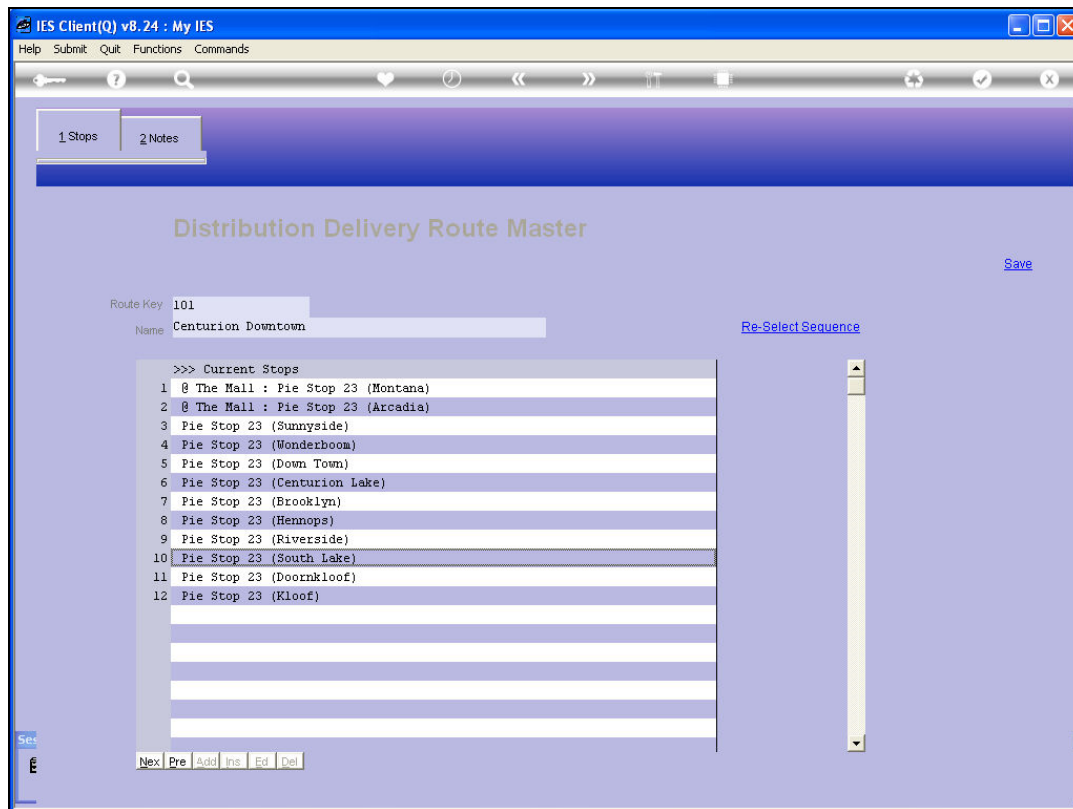 IES Client(Q) v8.24 : My IES
Help Submit Quit Functions Commands
1 Stops 2 Notes
Distribution Delivery Route Master
Save
Route Key 101
Name Centurion Downtown Re-Select Sequence
>>> Current Stops
1 @ The Mall : Pie Stop 23 (Montana)
2 @ The Mall : Pie Stop 23 (Arcadia)
3 Pie Stop 23 (Sunnyside)
4 Pie Stop 23 (Wonderboom)
5 Pie Stop 23 (Down Town)
6 Pie Stop 23 (Centurion Lake)
7 Pie Stop 23 (Brooklyn)
8 Pie Stop 23 (Hennops)
9 Pie Stop 23 (Riverside)
10 Pie Stop 23 (South Lake)
11 Pie Stop 23 (Doornkloof)
12 Pie Stop 23 (Kloof)
Ses
Nex Pre Add Ins Ed Del